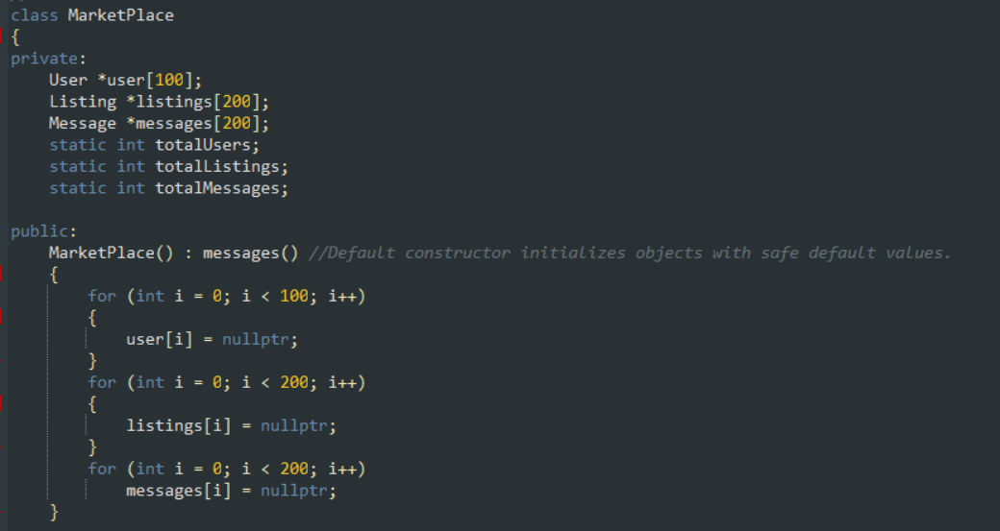 class MarketPlace
{
private:
    User *user[100];
    Listing *listings[200];
    Message *messages[200];
    static int totalUsers;
    static int totalListings;
    static int totalMessages;

public:
    MarketPlace() : messages() //Default constructor initializes objects with safe default values.
    {
        for (int i = 0; i < 100; i++)
        {
            user[i] = nullptr;
        }
        for (int i = 0; i < 200; i++)
        {
            listings[i] = nullptr;
        }
        for (int i = 0; i < 200; i++)
            messages[i] = nullptr;
    }